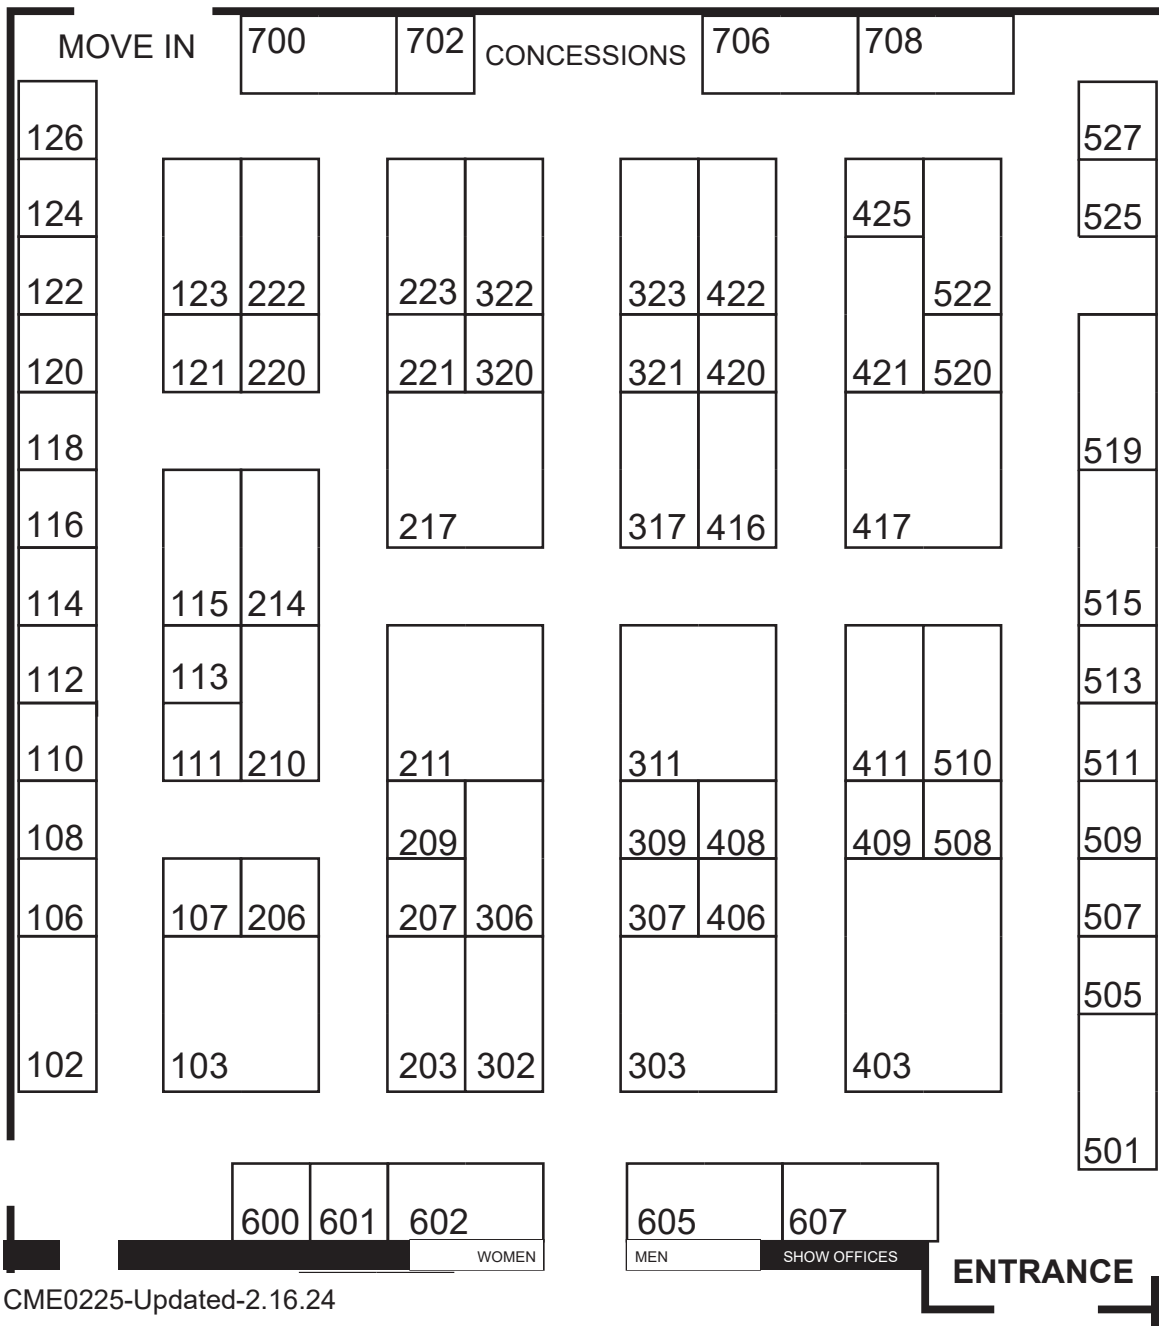 MOVE IN 700 702 CONCESSIONS 706 708
126 527
124 425 525
122 123 222 223 322 323 422 522
120 121 220 221 320 321 420 421 520
118 519
116 217 317 416 417
114 115 214 515
112 113 513
110 111 210 211 311 411 510 511
108 209 309 408 409 508 509
106 107 206 207 306 307 406 507
505
102 103 203 302 303 403
501
600 601 602 605 607
WOMEN MEN SHOW OFFICES
ENTRANCE
CME0225-Updated-2.16.24